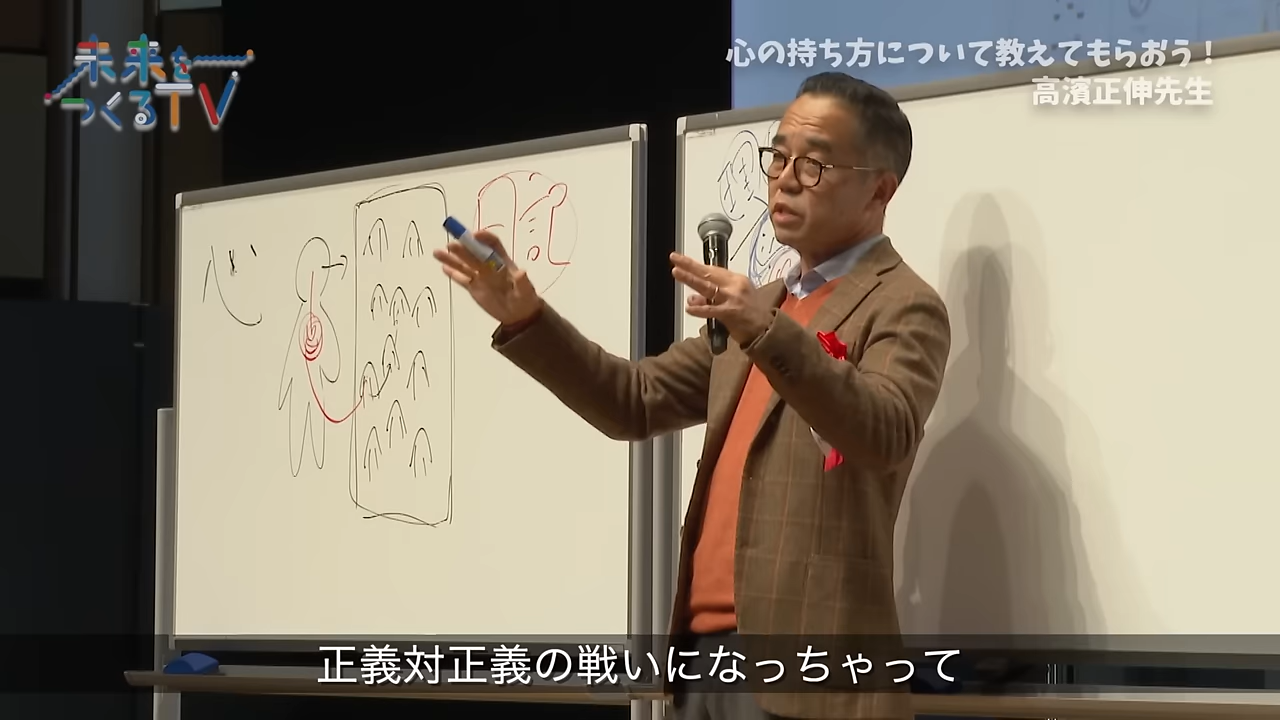 未来を
つくるTV
心の持ち方について教えてもらおう！
高濱正伸先生
心
理
正義対正義の戦いになっちゃって